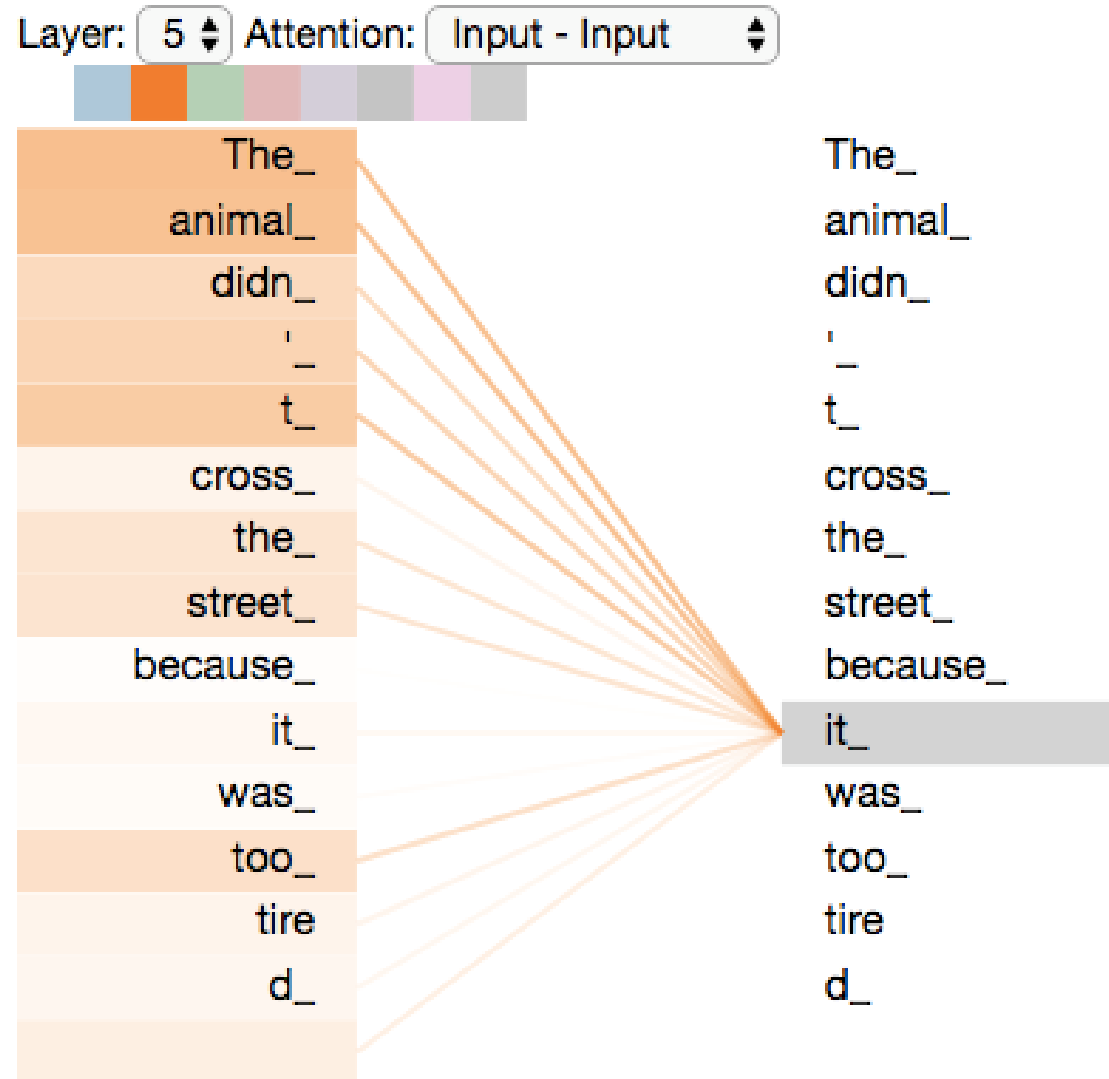 Layer: 5 Attention: Input - Input
The_ The_
animal_ animal_
didn_ didn_
'_ '_
t_ t_
cross_ cross_
the_ the_
street_ street_
because_ because_
it_ it_
was_ was_
too_ too_
tire tire
d_ d_